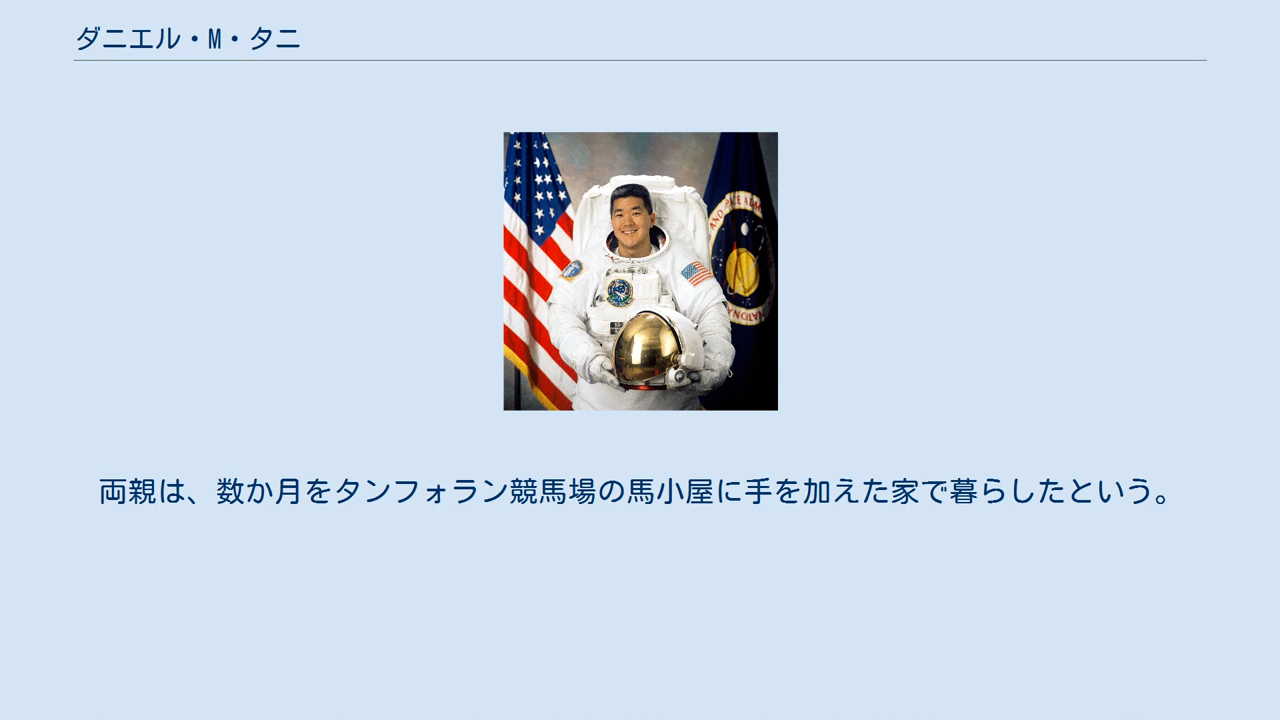 ダニエル・M・タニ
両親は、数か月をタンフォラン競馬場の馬小屋に手を加えた家で暮らしたという。